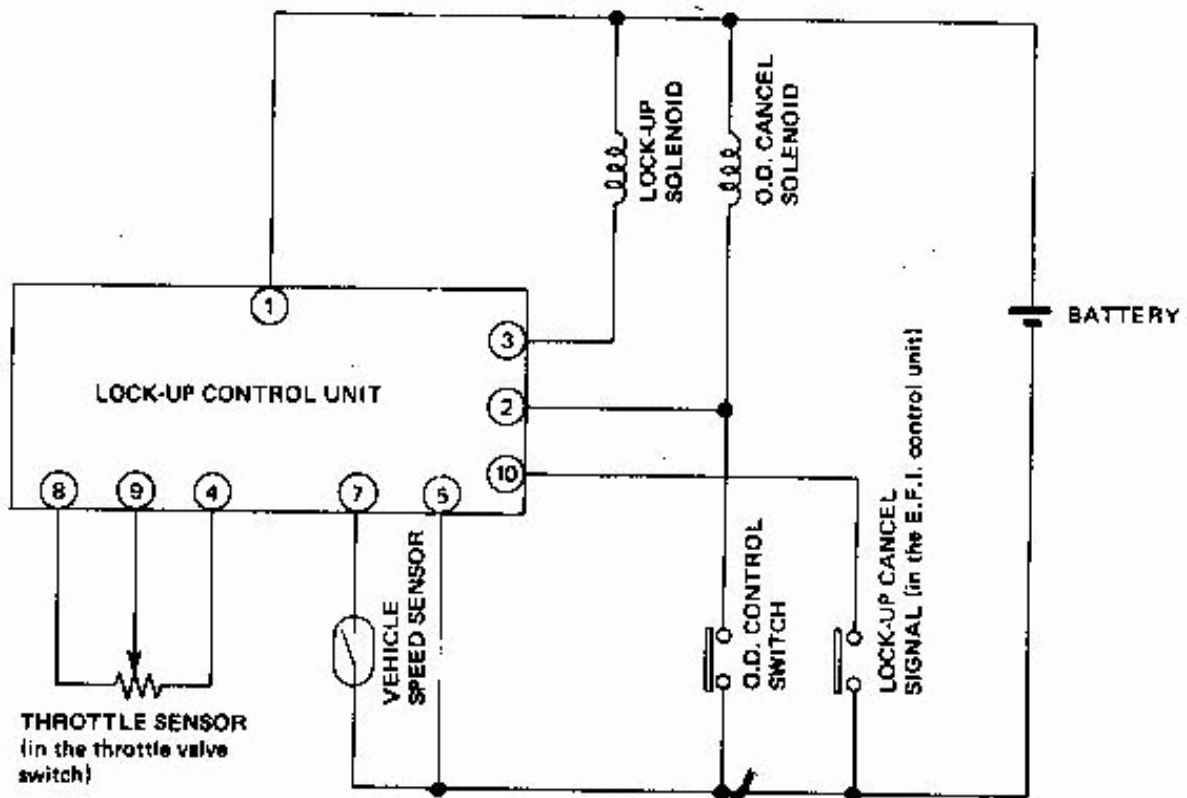 LOCK-UP
SOLENOID
O.D. CANCEL
SOLENOID
1
3
BATTERY
LOCK-UP CONTROL UNIT
2
10
8
9
4
7
5
VEHICLE
SPEED SENSOR
O.D. CONTROL
SWITCH
LOCK-UP CANCEL
SIGNAL (in the E.F.I. control unit)
THROTTLE SENSOR
(in the throttle valve
switch)